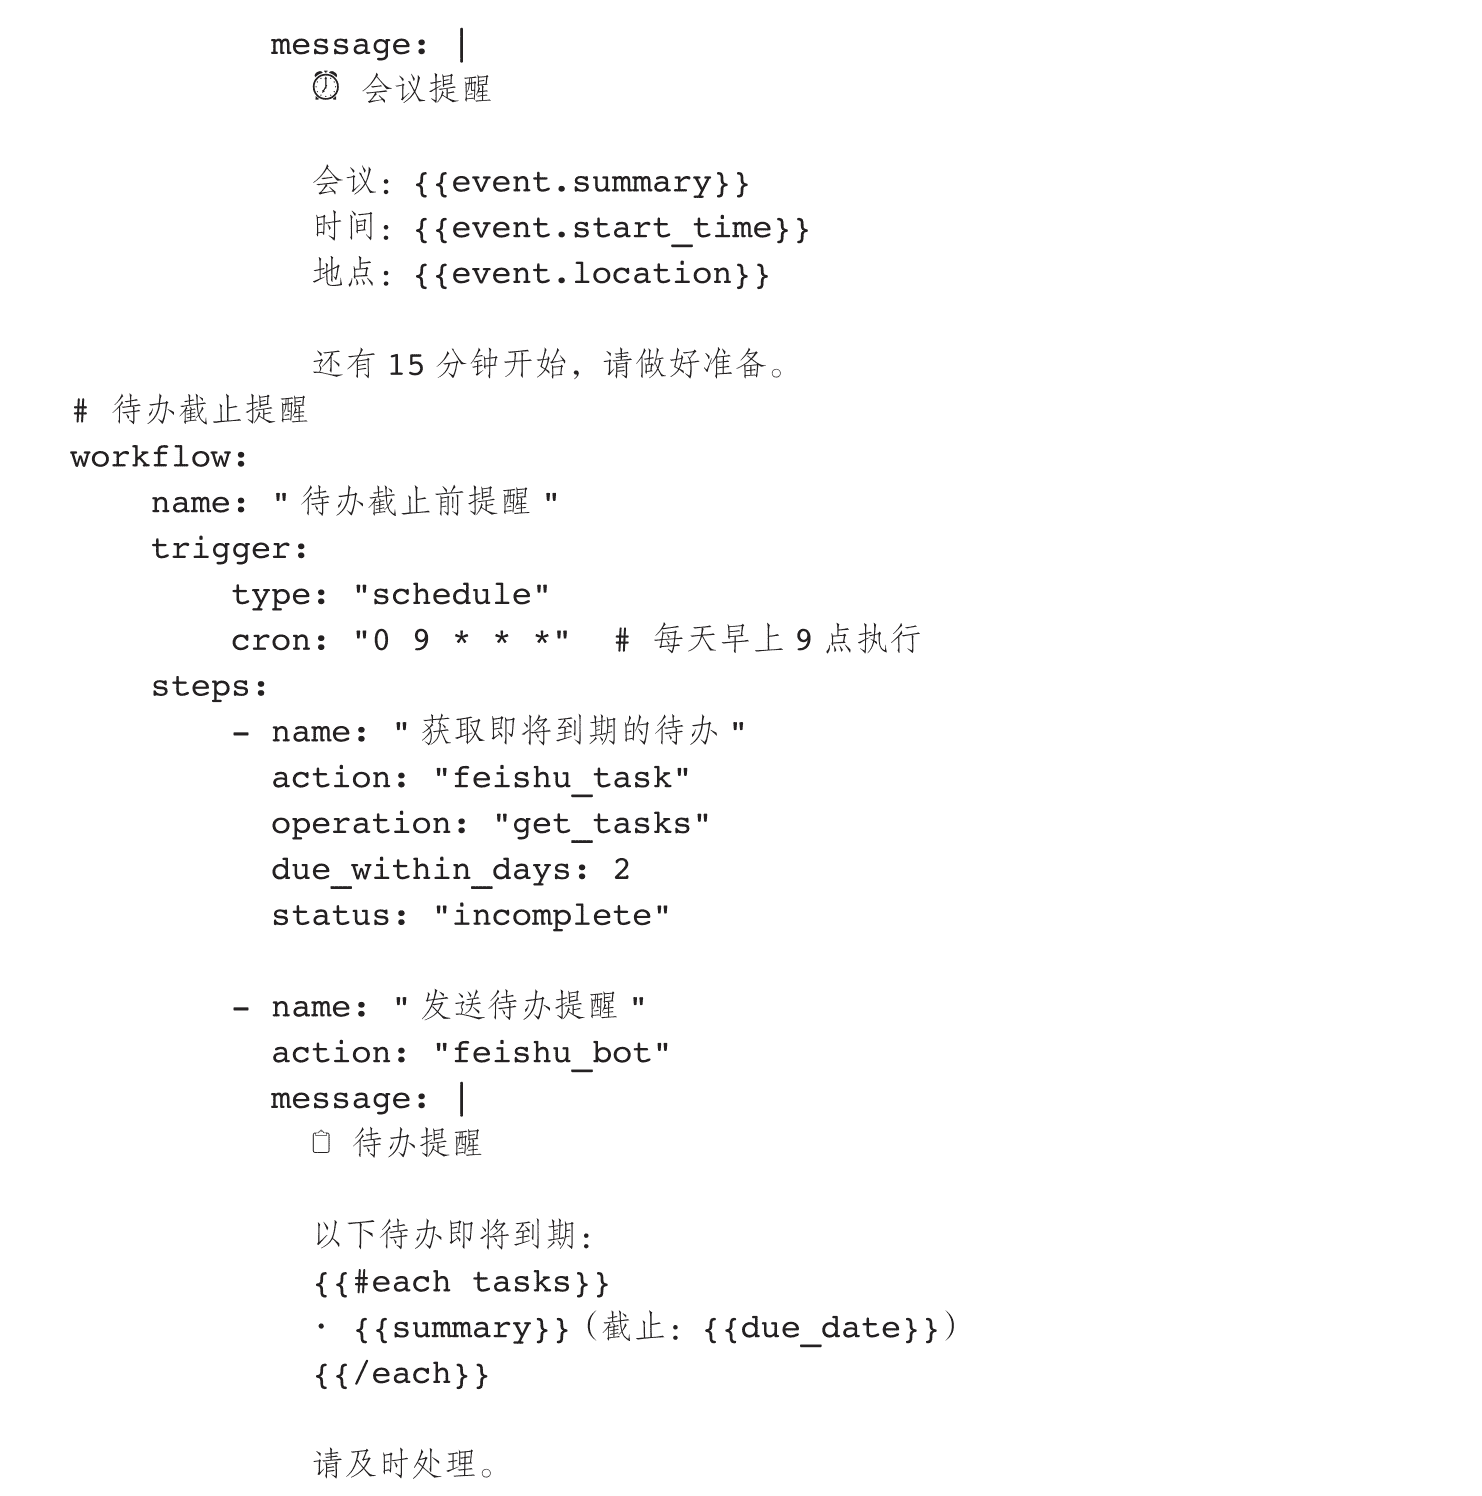 message: |
⏰ 会议提醒
会议：{{event.summary}}
时间：{{event.start_time}}
地点：{{event.location}}
还有 15 分钟开始，请做好准备。
# 待办截止提醒
workflow:
name: "待办截止前提醒"
trigger:
type: "schedule"
cron: "0 9 * * *"  # 每天早上 9 点执行
steps:
- name: "获取即将到期的待办"
action: "feishu_task"
operation: "get_tasks"
due_within_days: 2
status: "incomplete"
- name: "发送待办提醒"
action: "feishu_bot"
message: |
📋 待办提醒
以下待办即将到期：
{{#each tasks}}
· {{summary}}（截止：{{due_date}}）
{{/each}}
请及时处理。